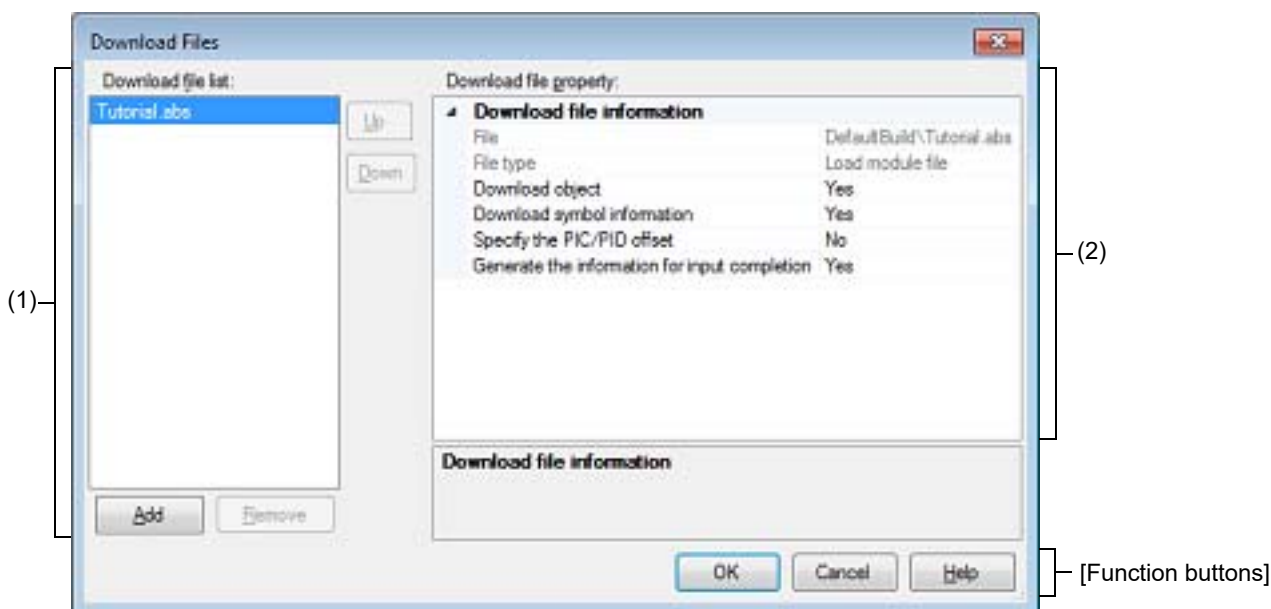 Download Files
Download file list:
Tutorial.abs
Up
Down
Add
Remove
Download file property:
Download file information
File DefaultBuild\Tutorial.abs
File type Load module file
Download object Yes
Download symbol information Yes
Specify the PIC/PID offset No
Generate the information for input completion Yes
Download file information
OK Cancel Help
(1)
(2)
[Function buttons]